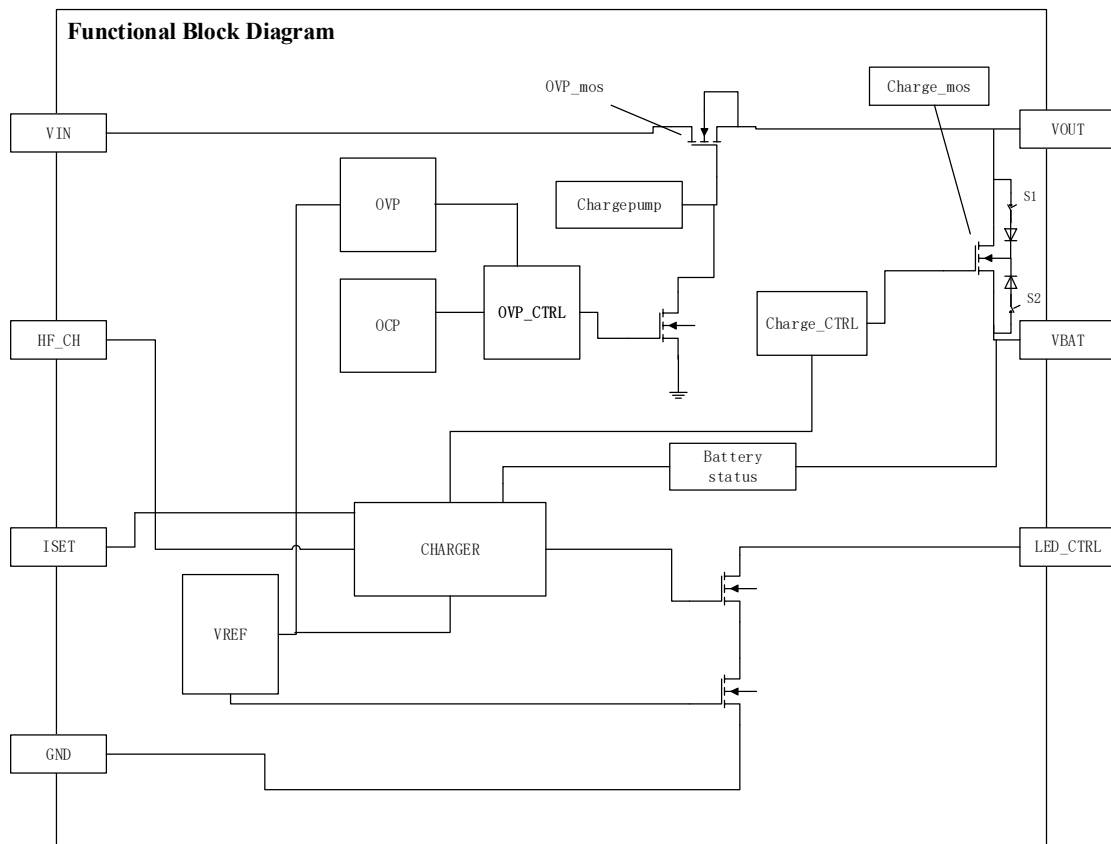 Functional Block Diagram
OVP_mos
Charge_mos
VIN
VOUT
OVP
Chargepump
S1
OCP
OVP_CTRL
Charge_CTRL
S2
HF_CH
VBAT
Battery
status
ISET
CHARGER
LED_CTRL
VREF
GND